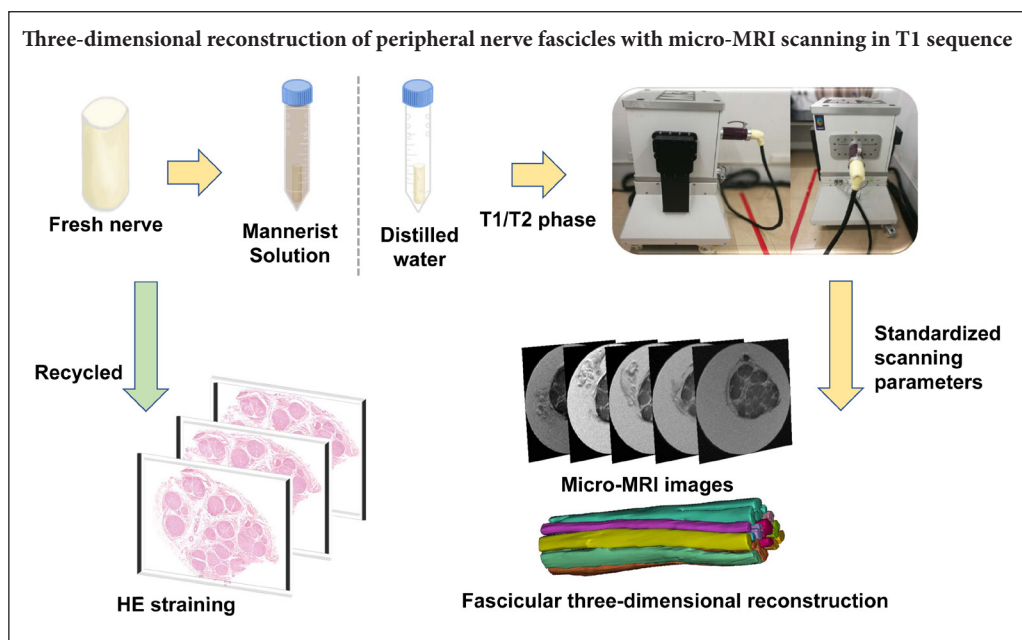 Three-dimensional reconstruction of peripheral nerve fascicles with micro-MRI scanning in T1 sequence
Fresh nerve
Mannerist
Solution
Distilled
water
T1/T2 phase
Recycled
Standardized
scanning
parameters
Micro-MRI images
HE straining
Fascicular three-dimensional reconstruction